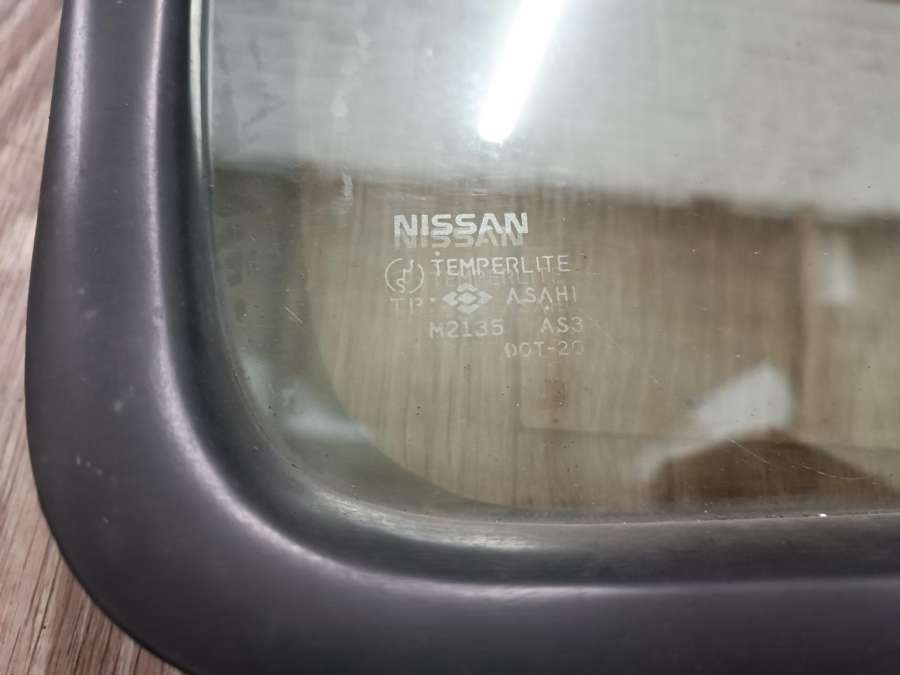 NISSAN
TEMPERLITE
TP ASAHI
M2135 AS3
DOT-20